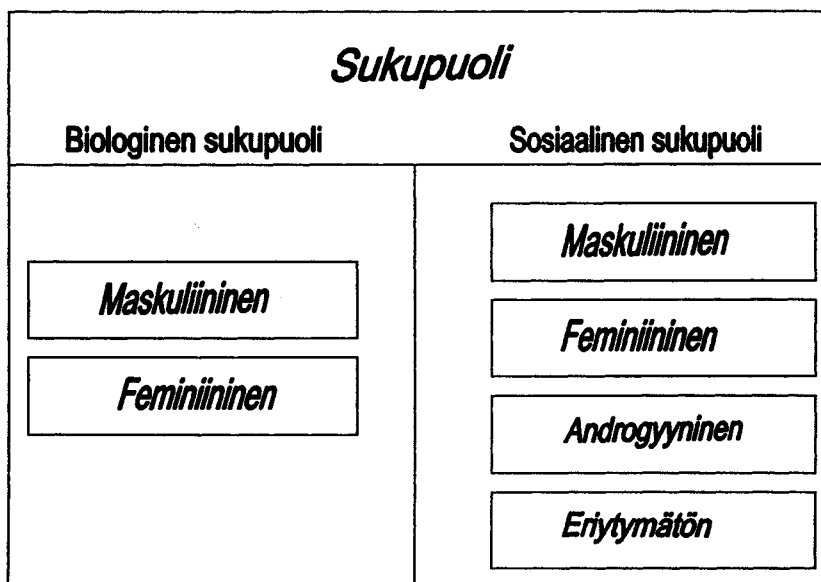 Sukupuoli
Biologinen sukupuoli
Sosiaalinen sukupuoli
Maskuliininen
Feminiininen
Maskuliininen
Feminiininen
Androgyyninen
Eriytymätön